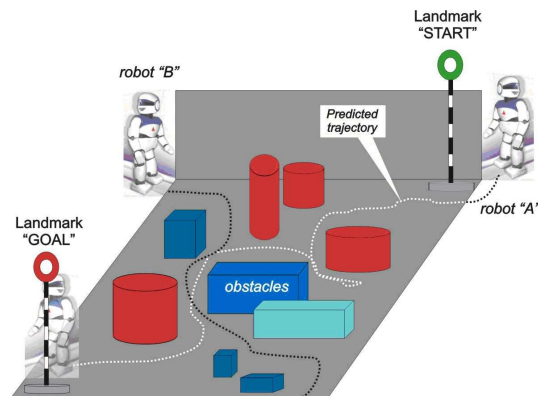 Landmark
“START”
robot “B”
Predicted
trajectory
robot “A’
Landmark
“GOAL”
obstacles